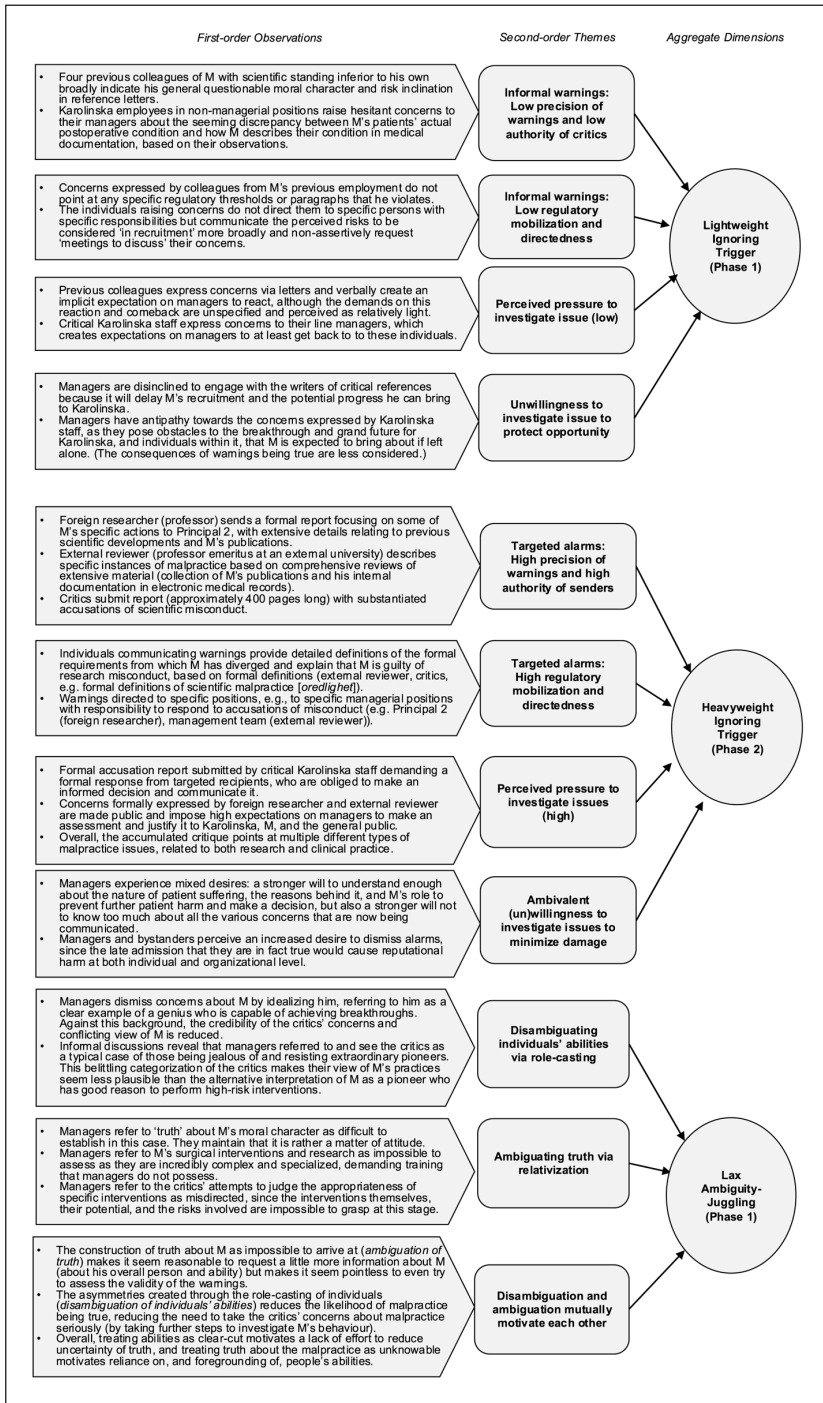 First-order Observations
Second-order Themes
Aggregate Dimensions
• Four previous colleagues of M with scientific standing inferior to his own
broadly indicate his general questionable moral character and risk inclination
in reference letters.
• Karolinska employees in non-managerial positions raise hesitant concerns to
their managers about the seeming discrepancy between M's patients' actual
postoperative condition and how M describes their condition in medical
documentation, based on their observations.
Informal warnings:
Low precision of
warnings and low
authority of critics
• Concerns expressed by colleagues from M's previous employment do not
point at any specific regulatory thresholds or paragraphs that he violates.
• The individuals raising concerns do not direct them to specific persons with
specific responsibilities but communicate the perceived risks to be
considered 'in recruitment' more broadly and non-assertively request
'meetings to discuss' their concerns.
Informal warnings:
Low regulatory
mobilization and
directedness
• Previous colleagues express concerns via letters and verbally create an
implicit expectation on managers to react, although the demands on this
reaction and comeback are unspecified and perceived as relatively light.
• Critical Karolinska staff express concerns to their line managers, which
creates expectations on managers to at least get back to to these individuals.
Perceived pressure to
investigate issue (low)
• Managers are disinclined to engage with the writers of critical references
because it will delay M's recruitment and the potential progress he can bring
to Karolinska.
• Managers have antipathy towards the concerns expressed by Karolinska
staff, as they pose obstacles to the breakthrough and grand future for
Karolinska, and individuals within it, that M is expected to bring about if left
alone. (The consequences of warnings being true are less considered.)
Unwillingness to
investigate issue to
protect opportunity
Lightweight
Ignoring
Trigger
(Phase 1)
• Foreign researcher (professor) sends a formal report focusing on some of
M's specific actions to Principal 2, with extensive details relating to previous
scientific developments and M's publications.
• External reviewer (professor emeritus at an external university) describes
specific instances of malpractice based on comprehensive reviews of
extensive material (collection of M's publications and his internal
documentation in electronic medical records).
• Critics submit report (approximately 400 pages long) with substantiated
accusations of scientific misconduct.
Targeted alarms:
High precision of
warnings and high
authority of senders
• Individuals communicating warnings provide detailed definitions of the formal
requirements from which M has diverged and explain that M is guilty of
research misconduct, based on formal definitions (external reviewer, critics,
e.g. formal definitions of scientific malpractice [oredlighet]).
• Warnings directed to specific positions, e.g., to specific managerial positions
with responsibility to respond to accusations of misconduct (e.g. Principal 2
(foreign researcher), management team (external reviewer)).
Targeted alarms:
High regulatory
mobilization and
directedness
• Formal accusation report submitted by critical Karolinska staff demanding a
formal response from targeted recipients, who are obliged to make an
informed decision and communicate it.
• Concerns formally expressed by foreign researcher and external reviewer
are made public and impose high expectations on managers to make an
assessment and justify it to Karolinska, M, and the general public.
• Overall, the accumulated critique points at multiple different types of
malpractice issues, related to both research and clinical practice.
Perceived pressure to
investigate issues
(high)
• Managers experience mixed desires: a stronger will to understand enough
about the nature of patient suffering, the reasons behind it, and M's role to
prevent further patient harm and make a decision, but also a stronger will not
to know too much about all the various concerns that are now being
communicated.
• Managers and bystanders perceive an increased desire to dismiss alarms,
since the late admission that they are in fact true would cause reputational
harm at both individual and organizational level.
Ambivalent
(un)willingness to
investigate issues to
minimize damage
Heavyweight
Ignoring
Trigger
(Phase 2)
• Managers dismiss concerns about M by idealizing him, referring to him as a
clear example of a genius who is capable of achieving breakthroughs.
Against this background, the credibility of the critics' concerns and
conflicting view of M is reduced.
• Informal discussions reveal that managers referred to and see the critics as
a typical case of those being jealous of and resisting extraordinary pioneers.
This belittling categorization of the critics makes their view of M's practices
seem less plausible than the alternative interpretation of M as a pioneer who
has good reason to perform high-risk interventions.
Disambiguating
individuals' abilities
via role-casting
• Managers refer to 'truth' about M's moral character as difficult to
establish in this case. They maintain that it is rather a matter of attitude.
• Managers refer to M's surgical interventions and research as impossible to
assess as they are incredibly complex and specialized, demanding training
that managers do not possess.
• Managers refer to the critics' attempts to judge the appropriateness of
specific interventions as misdirected, since the interventions themselves,
their potential, and the risks involved are impossible to grasp at this stage.
Ambiguating truth via
relativization
• The construction of truth about M as impossible to arrive at (ambiguation of
truth) makes it seem reasonable to request a little more information about M
(about his overall person and ability) but makes it seem pointless to even try
to assess the validity of the warnings.
• The asymmetries created through the role-casting of individuals
(disambiguation of individuals' abilities) reduces the likelihood of malpractice
being true, reducing the need to take the critics' concerns about malpractice
seriously (by taking further steps to investigate M's behaviour).
• Overall, treating abilities as clear-cut motivates a lack of effort to reduce
uncertainty of truth, and treating truth about the malpractice as unknowable
motivates reliance on, and foregrounding of, people's abilities.
Disambiguation and
ambiguation mutually
motivate each other
Lax
Ambiguity-
Juggling
(Phase 1)